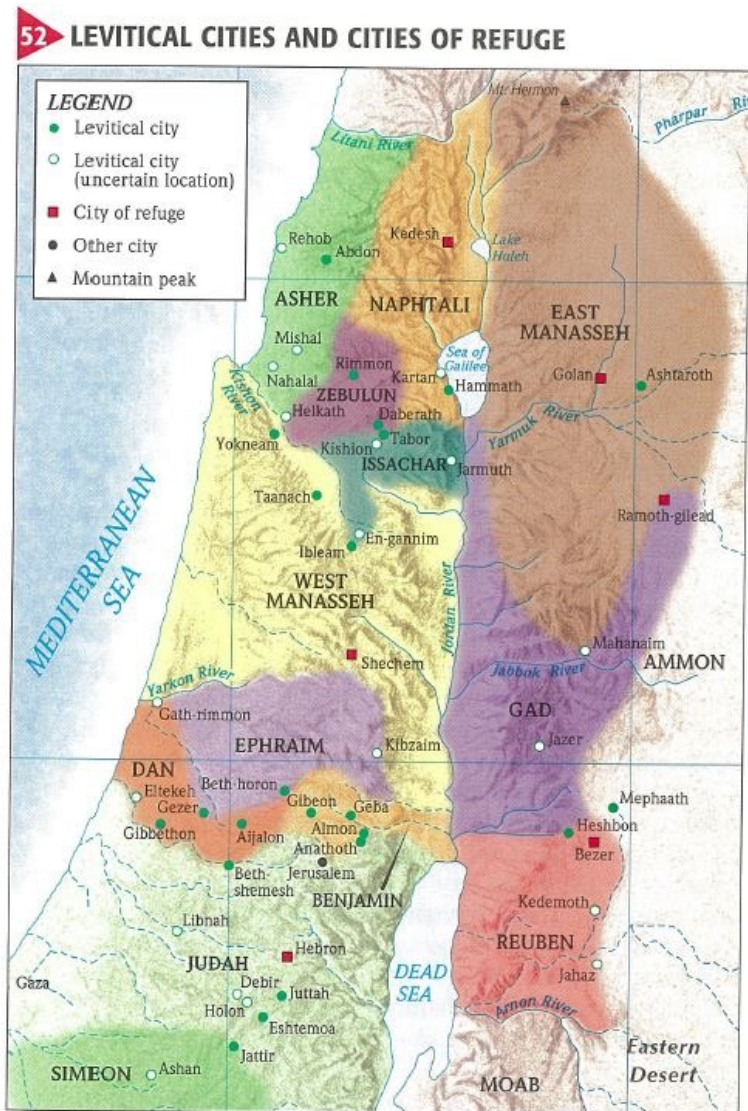 52 LEVITICAL CITIES AND CITIES OF REFUGE
LEGEND
Levitical city
Levitical city
(uncertain location)
City of refuge
Other city
Mountain peak
Mt. Hermon
Pharpar
Litani River
Rehob
Abdon
Kedesh
Lake
Huleh
ASHER
NAPHTALI
EAST
MANASSEH
Mishal
Rimmon
Sea of
Galilee
Nahalal
Kartan
Hammath
Golan
Ashtaroth
Kishon
River
ZEBULUN
Helkath
Daberath
Yokneam
Kishion
Tabor
Yarmuk River
ISSACHAR
Jarmuth
Taanach
Ramoth-gilead
En-gannim
Ibleam
MEDITERRANEAN
SEA
WEST
MANASSEH
Jordan River
Shechem
Mahanaim
AMMON
Jabbok River
Yarkon River
Gath-rimmon
GAD
EPHRAIM
Kibzaim
Jazer
DAN
Eltekeh
Beth-horon
Gezer
Gibeon
Geba
Mephaath
Gibbethon
Aijalon
Almon
Heshbon
Anathoth
Bezer
Beth-
shemesh
Jerusalem
BENJAMIN
Kedemoth
Libnah
REUBEN
Hebron
JUDAH
DEAD
SEA
Jahaz
Gaza
Debir
Juttah
Holon
Arnon River
Eshtemoa
Jattir
Eastern
Desert
SIMEON
Ashan
MOAB